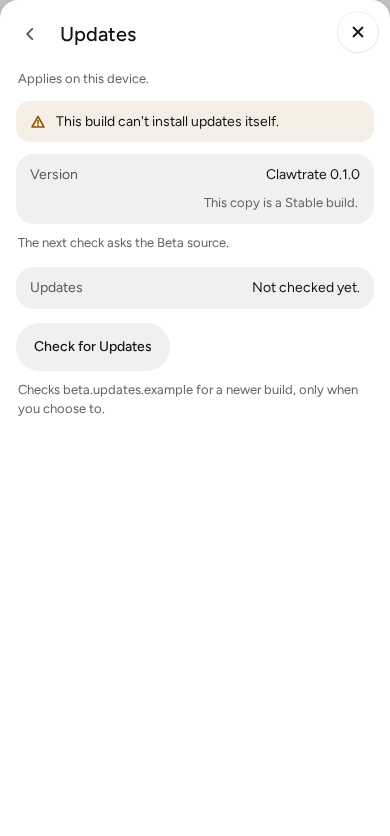 Updates
Applies on this device.
This build can't install updates itself.
Version
Clawtrate 0.1.0
This copy is a Stable build.
The next check asks the Beta source.
Updates
Not checked yet.
Check for Updates
Checks beta.updates.example for a newer build, only when
you choose to.